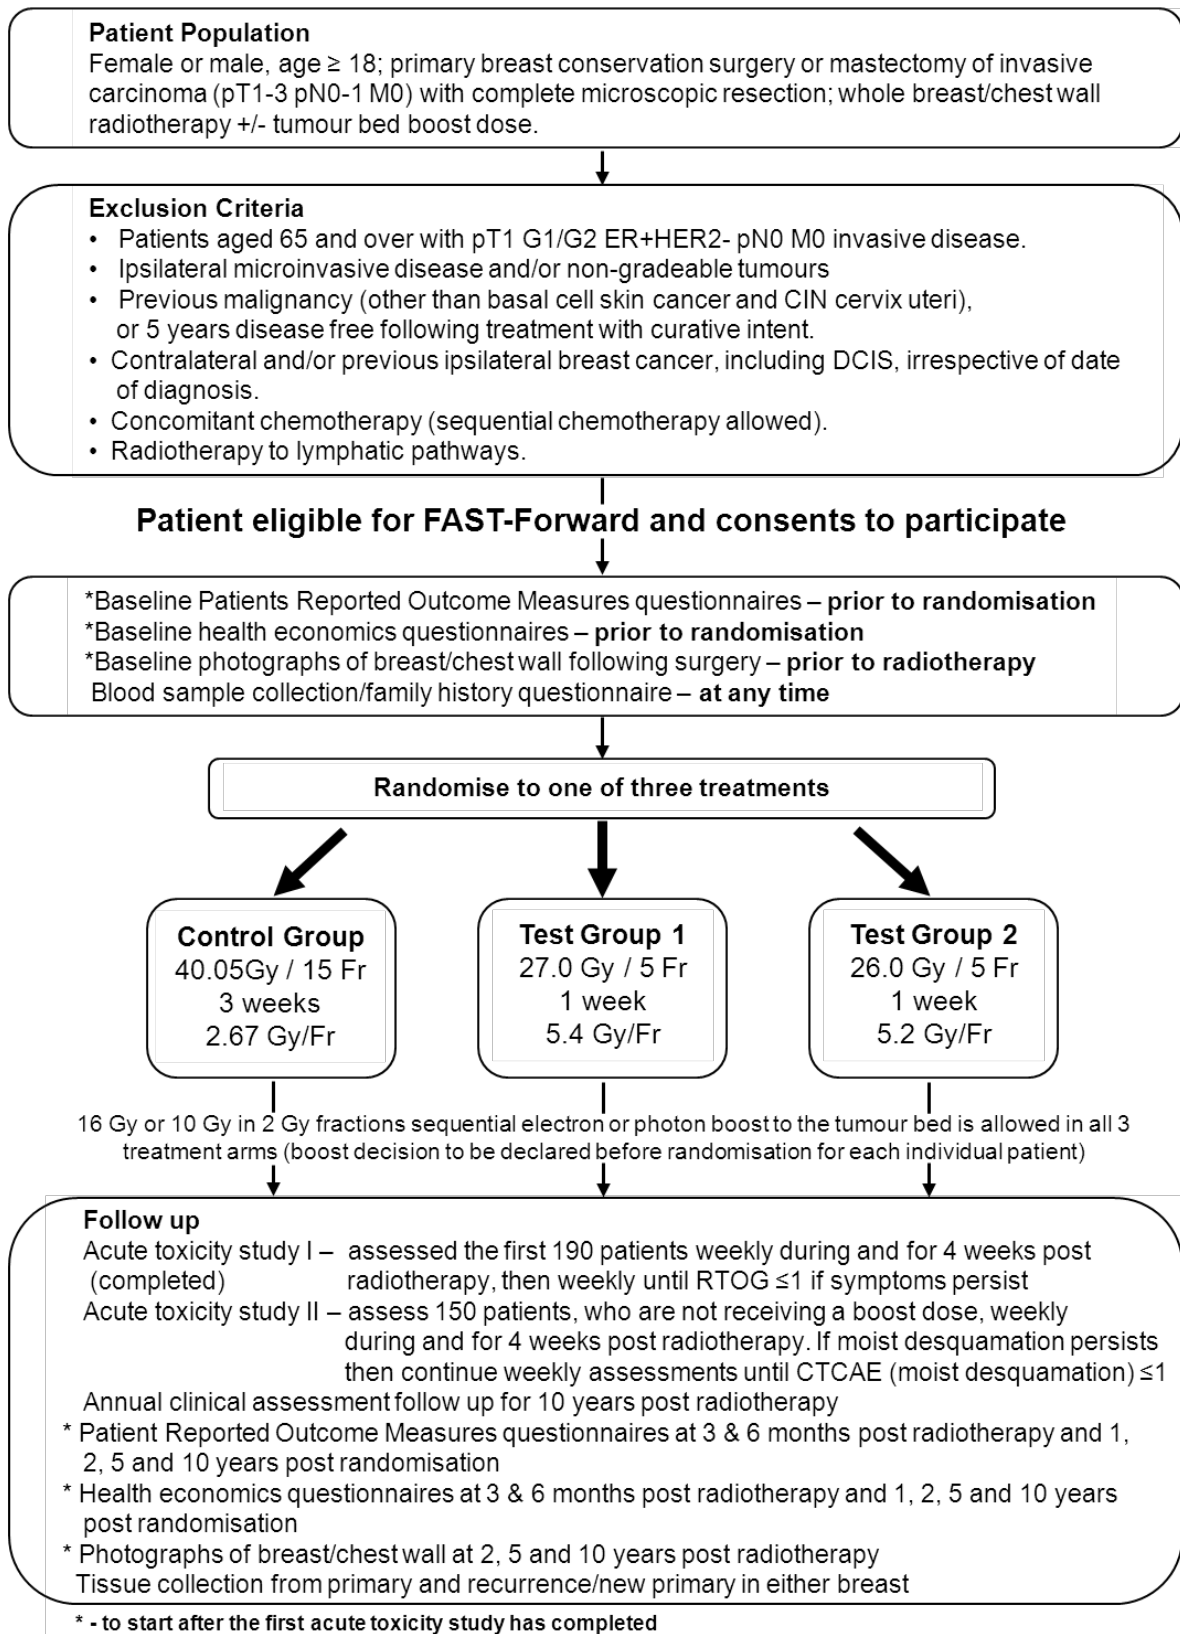 Patient Population
Female or male, age ≥ 18; primary breast conservation surgery or mastectomy of invasive
carcinoma (pT1-3 pN0-1 M0) with complete microscopic resection; whole breast/chest wall
radiotherapy +/- tumour bed boost dose.
Exclusion Criteria
• Patients aged 65 and over with pT1 G1/G2 ER+HER2- pN0 M0 invasive disease.
• Ipsilateral microinvasive disease and/or non-gradeable tumours
• Previous malignancy (other than basal cell skin cancer and CIN cervix uteri),
or 5 years disease free following treatment with curative intent.
• Contralateral and/or previous ipsilateral breast cancer, including DCIS, irrespective of date
of diagnosis.
• Concomitant chemotherapy (sequential chemotherapy allowed).
• Radiotherapy to lymphatic pathways.
Patient eligible for FAST-Forward and consents to participate
*Baseline Patients Reported Outcome Measures questionnaires – prior to randomisation
*Baseline health economics questionnaires – prior to randomisation
*Baseline photographs of breast/chest wall following surgery – prior to radiotherapy
Blood sample collection/family history questionnaire – at any time
Randomise to one of three treatments
Control Group
40.05Gy / 15 Fr
3 weeks
2.67 Gy/Fr
Test Group 1
27.0 Gy / 5 Fr
1 week
5.4 Gy/Fr
Test Group 2
26.0 Gy / 5 Fr
1 week
5.2 Gy/Fr
16 Gy or 10 Gy in 2 Gy fractions sequential electron or photon boost to the tumour bed is allowed in all 3
treatment arms (boost decision to be declared before randomisation for each individual patient)
Follow up
Acute toxicity study I – assessed the first 190 patients weekly during and for 4 weeks post
(completed) radiotherapy, then weekly until RTOG ≤1 if symptoms persist
Acute toxicity study II – assess 150 patients, who are not receiving a boost dose, weekly
during and for 4 weeks post radiotherapy. If moist desquamation persists
then continue weekly assessments until CTCAE (moist desquamation) ≤1
Annual clinical assessment follow up for 10 years post radiotherapy
* Patient Reported Outcome Measures questionnaires at 3 & 6 months post radiotherapy and 1,
2, 5 and 10 years post randomisation
* Health economics questionnaires at 3 & 6 months post radiotherapy and 1, 2, 5 and 10 years
post randomisation
* Photographs of breast/chest wall at 2, 5 and 10 years post radiotherapy
Tissue collection from primary and recurrence/new primary in either breast
* - to start after the first acute toxicity study has completed